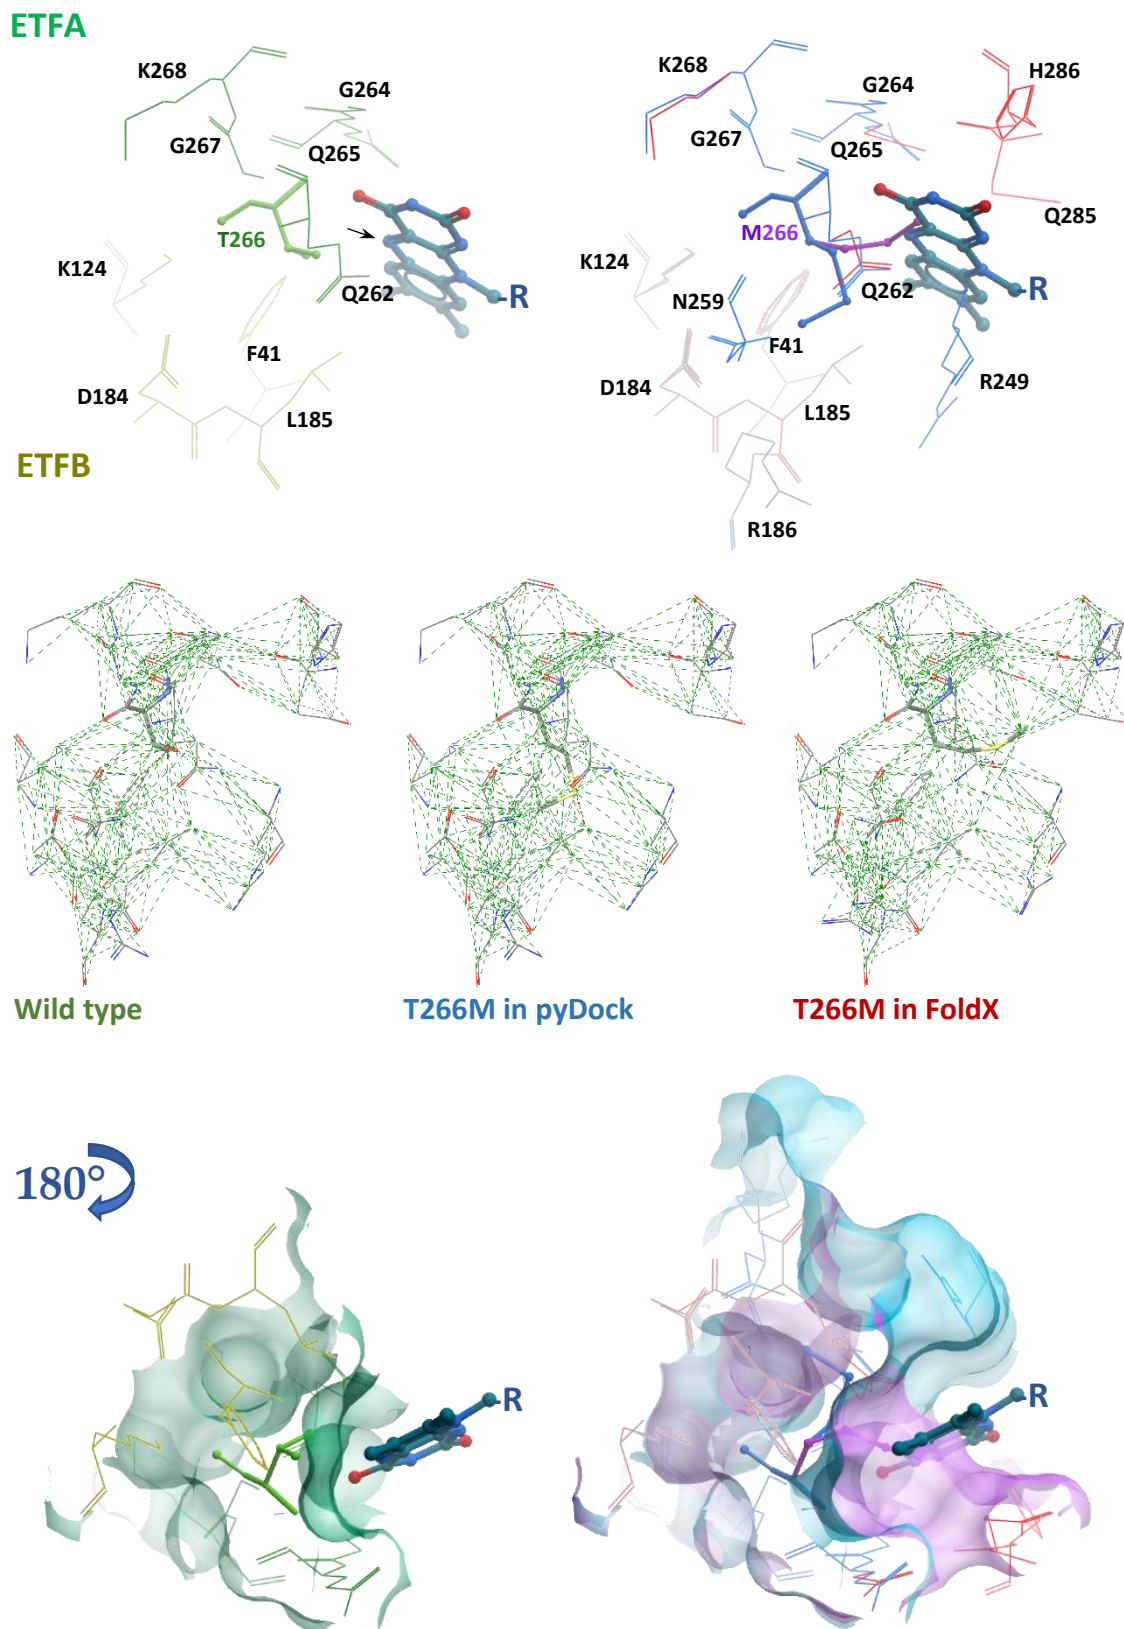 ETFA
K268
G264
G267
Q265
T266
K124
Q262
-R
F41
D184
L185
ETFB
K268
G264
H286
G267
Q265
Q285
M266
K124
Q262
N259
-R
F41
D184
L185
R249
R186
Wild type
T266M in pyDock
T266M in FoldX
180°
-R
-R